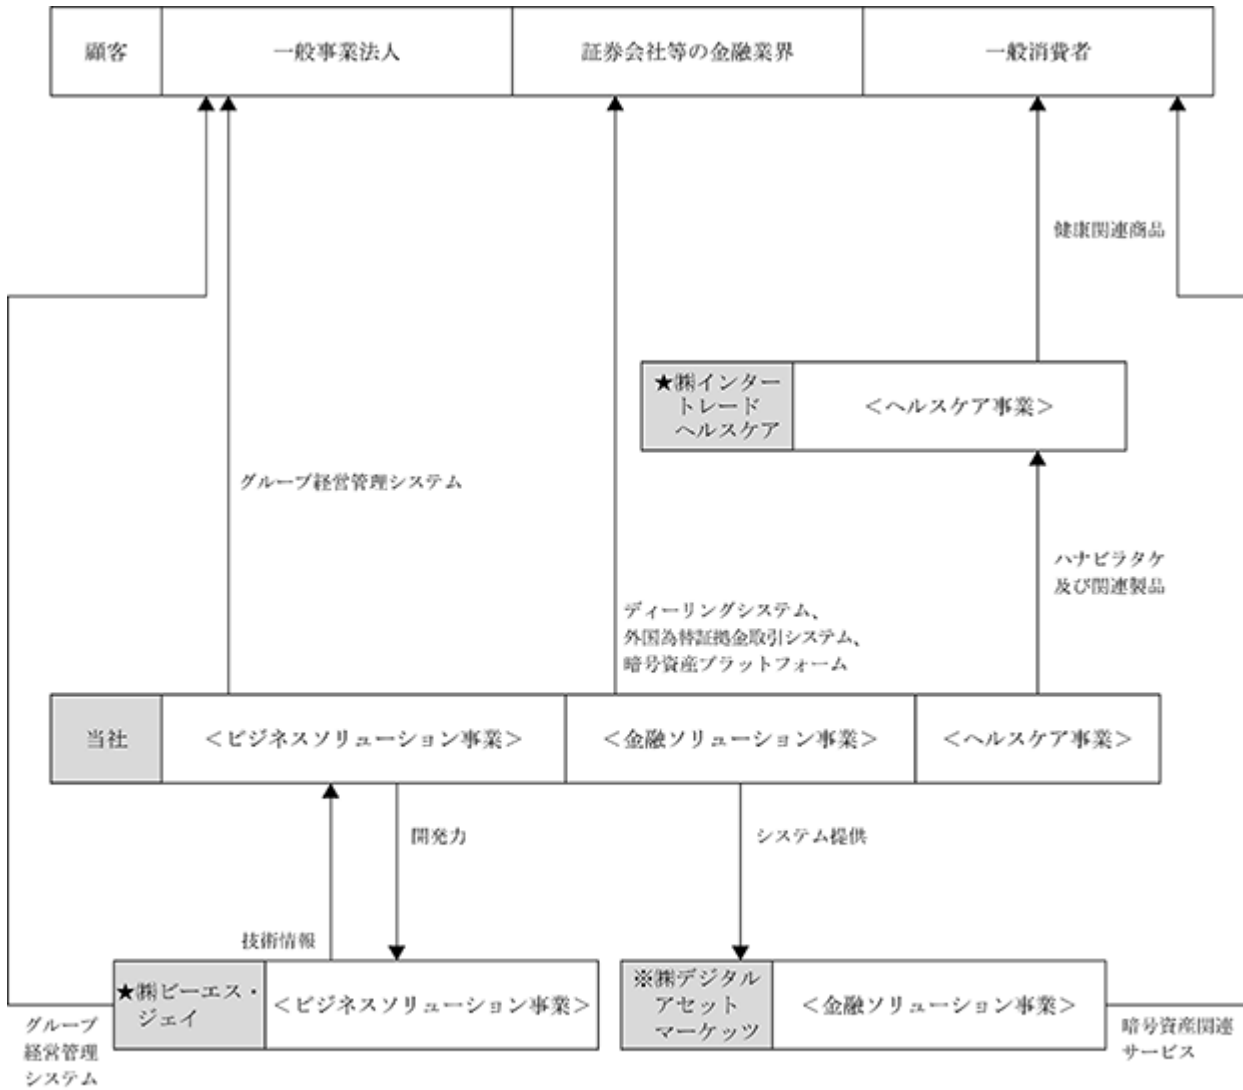 顧客
一般事業法人
証券会社等の金融業界
一般消費者
健康関連商品
★㈱インター
トレード
ヘルスケア
＜ヘルスケア事業＞
グループ経営管理システム
ハナビラタケ
及び関連製品
ディーリングシステム、
外国為替証拠金取引システム、
暗号資産プラットフォーム
当社
＜ビジネスソリューション事業＞
＜金融ソリューション事業＞
＜ヘルスケア事業＞
開発力
システム提供
技術情報
★㈱ビーエス・
ジェイ
＜ビジネスソリューション事業＞
※㈱デジタル
アセット
マーケッツ
＜金融ソリューション事業＞
グループ
経営管理
システム
暗号資産関連
サービス